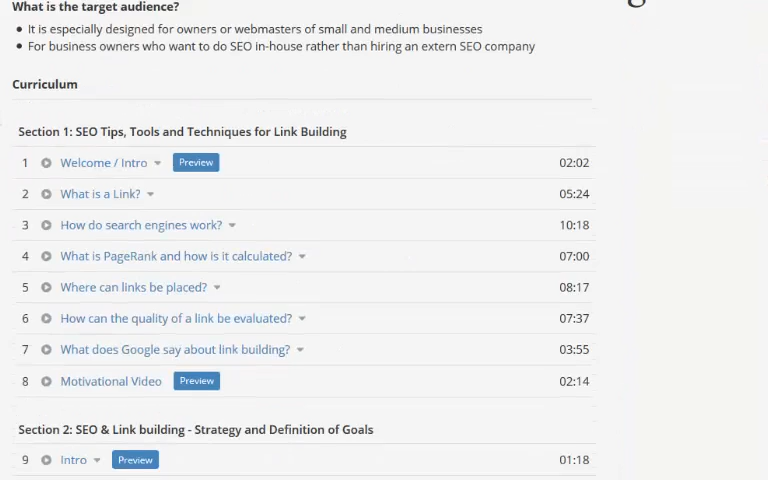 What is the target audience?
It is especially designed for owners or webmasters of small and medium businesses
For business owners who want to do SEO in-house rather than hiring an extern SEO company
Curriculum
Section 1: SEO Tips, Tools and Techniques for Link Building
1 Welcome / Intro Preview 02:02
2 What is a Link? 05:24
3 How do search engines work? 10:18
4 What is PageRank and how is it calculated? 07:00
5 Where can links be placed? 08:17
6 How can the quality of a link be evaluated? 07:37
7 What does Google say about link building? 03:55
8 Motivational Video Preview 02:14
Section 2: SEO & Link building - Strategy and Definition of Goals
9 Intro Preview 01:18